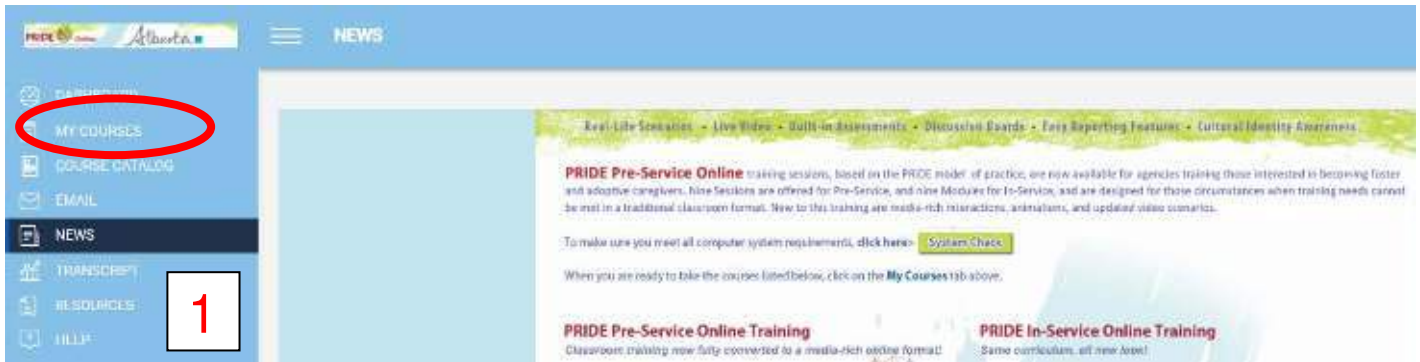 PRIDE Online Alberta
NEWS
DASHBOARD
MY COURSES
COURSE CATALOG
EMAIL
NEWS
TRANSCRIPT
RESOURCES
HELP
1
Real-Life Scenarios • Live Video • Built-in Assessments • Discussion Boards • Easy Reporting Features • Cultural Identity Awareness
PRIDE Pre-Service Online training sessions, based on the PRIDE model of practice, are now available for agencies training those interested in becoming foster
and adoptive caregivers. Nine Sessions are offered for Pre-Service, and nine Modules for In-Service, and are designed for those circumstances when training needs cannot
be met in a traditional classroom format. New to this training are media-rich interactions, animations, and updated video scenarios.
To make sure you meet all computer system requirements, click here> System Check
When you are ready to take the courses listed below, click on the My Courses tab above.
PRIDE Pre-Service Online Training
Classroom training now fully converted to a media-rich online format!
PRIDE In-Service Online Training
Same curriculum, all new look!